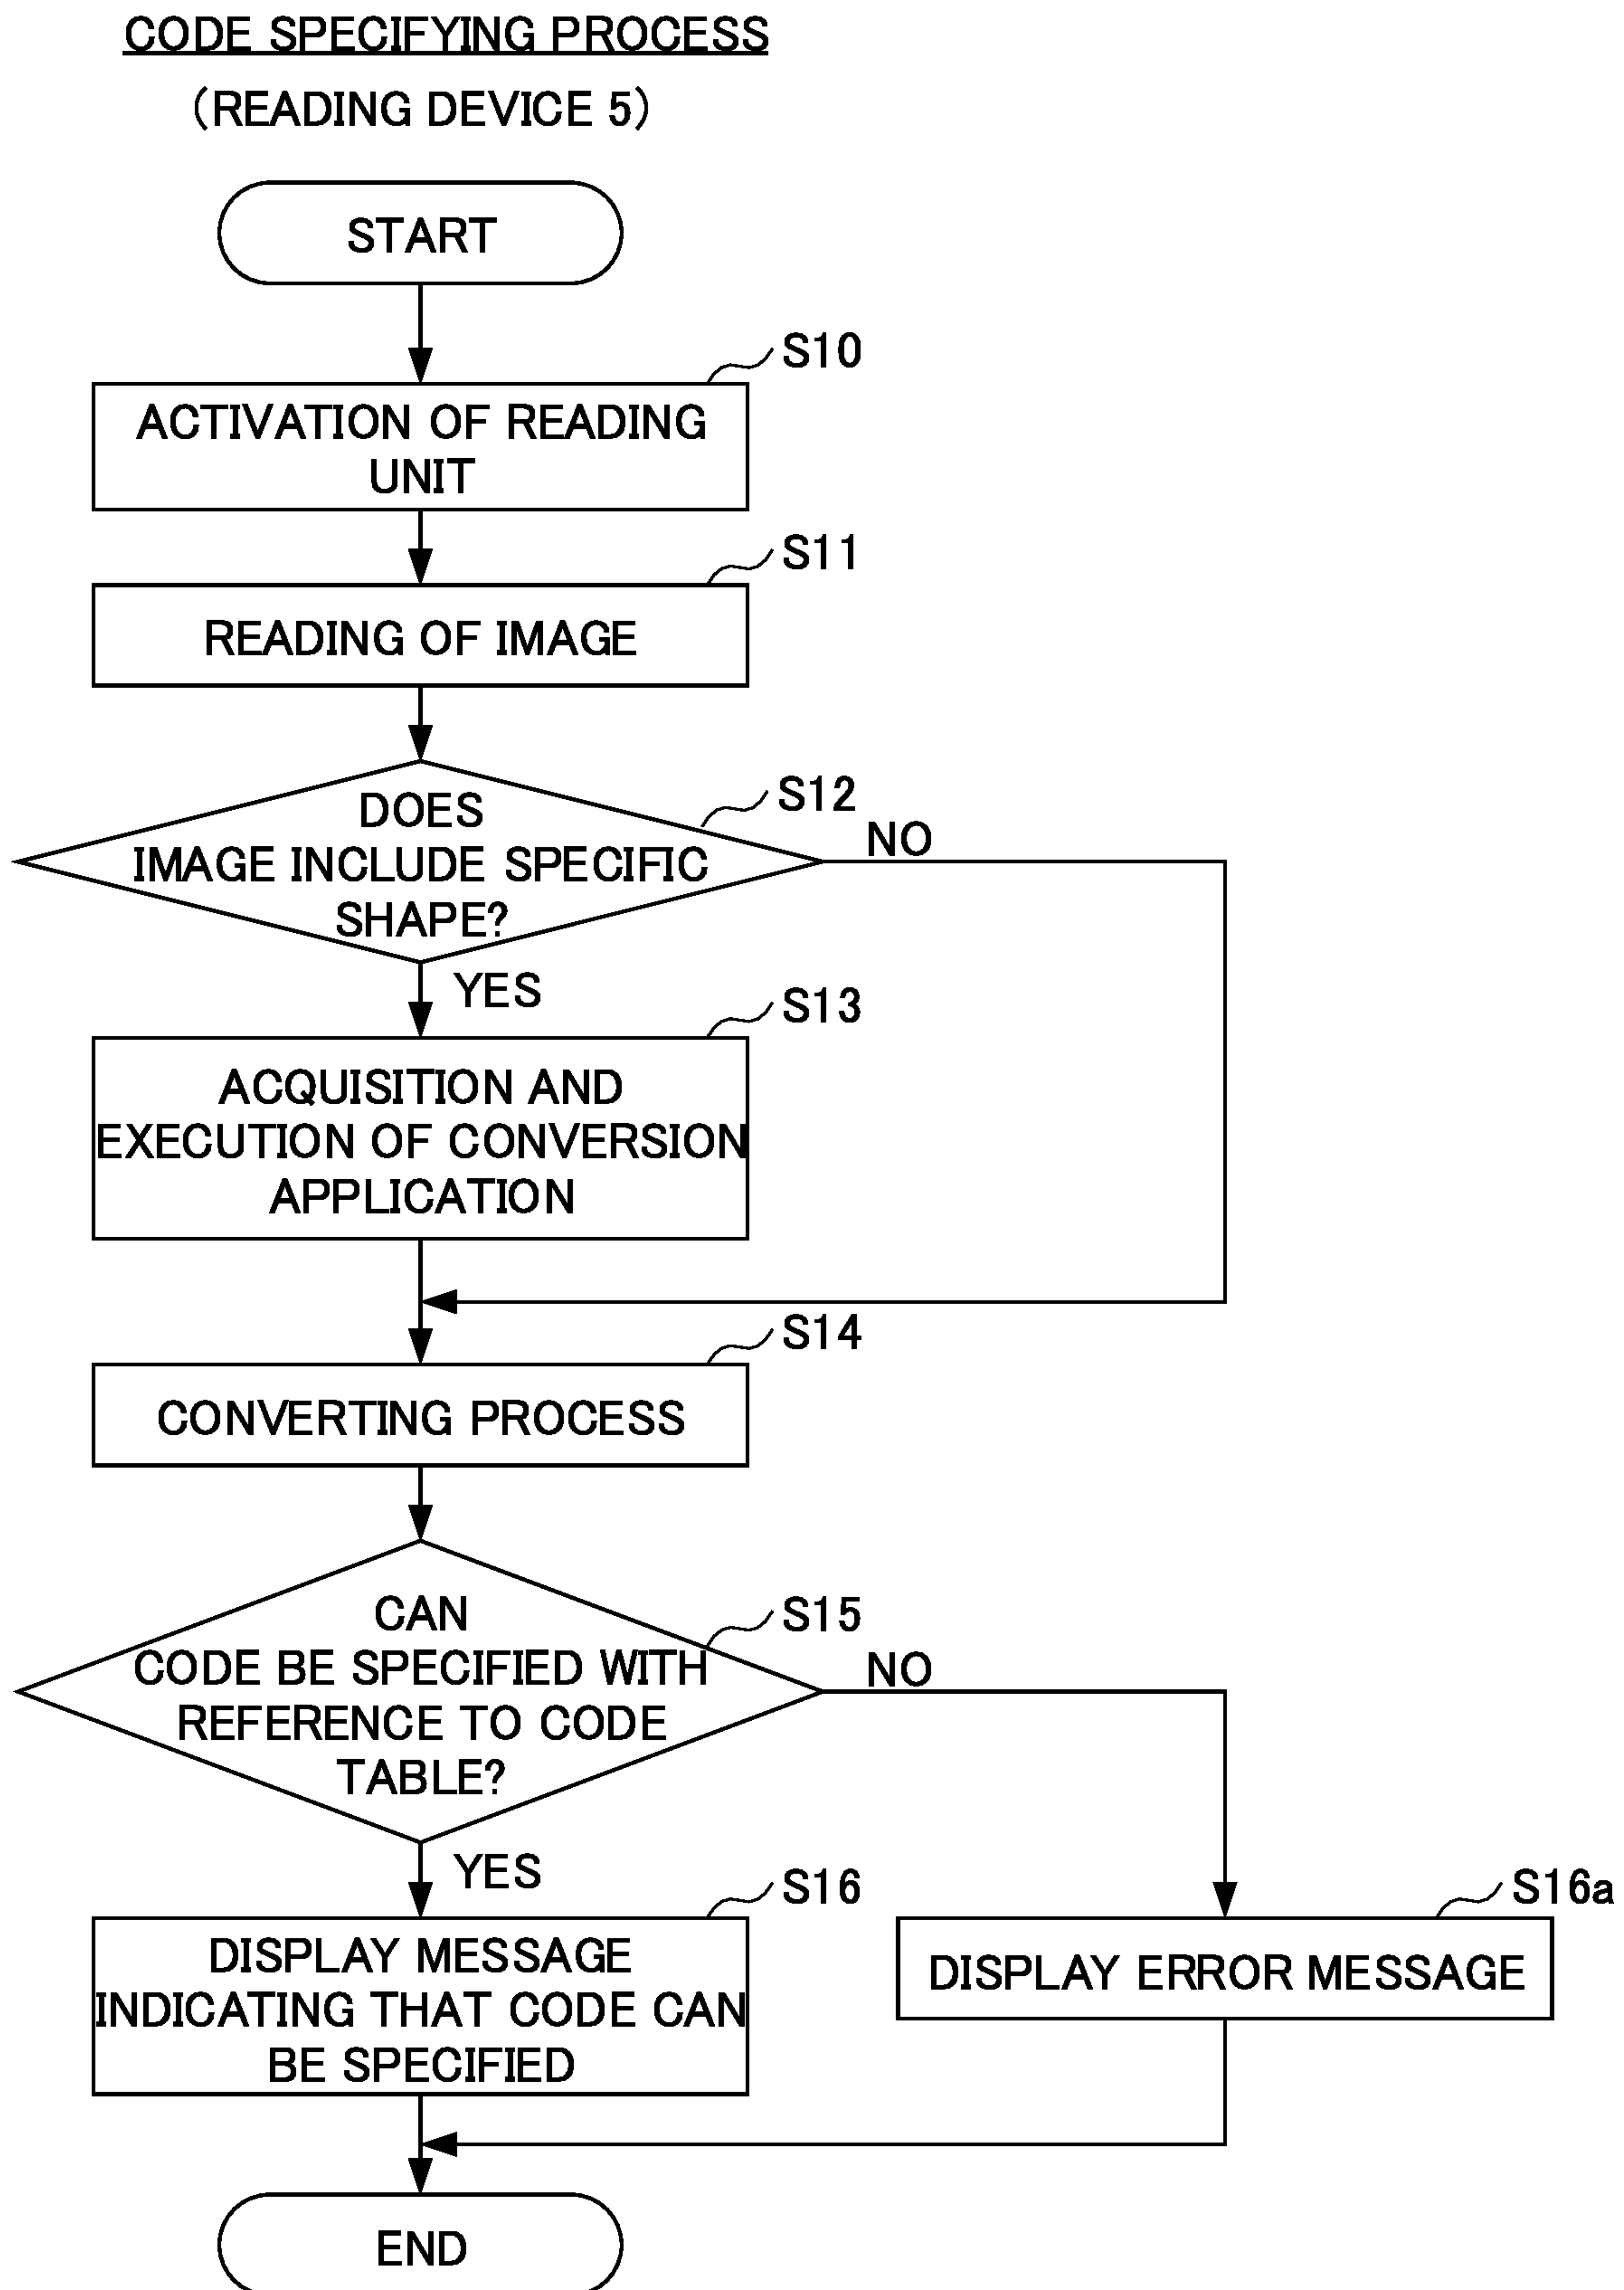 CODE SPECIFYING PROCESS
(READING DEVICE 5)
START
S10
ACTIVATION OF READING
UNIT
S11
READING OF IMAGE
S12
DOES
IMAGE INCLUDE SPECIFIC
SHAPE?
NO
YES
S13
ACQUISITION AND
EXECUTION OF CONVERSION
APPLICATION
S14
CONVERTING PROCESS
S15
CAN
CODE BE SPECIFIED WITH
REFERENCE TO CODE
TABLE?
NO
YES
S16
DISPLAY MESSAGE
INDICATING THAT CODE CAN
BE SPECIFIED
S16a
DISPLAY ERROR MESSAGE
END